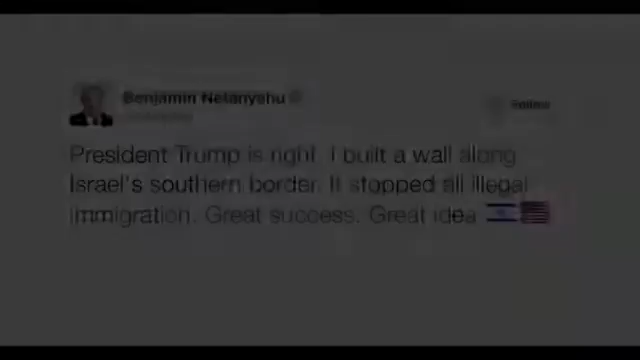 Benjamin Netanyahu
Follow
President Trump is right. I built a wall along
Israel's southern border. It stopped all illegal
immigration. Great success. Great idea